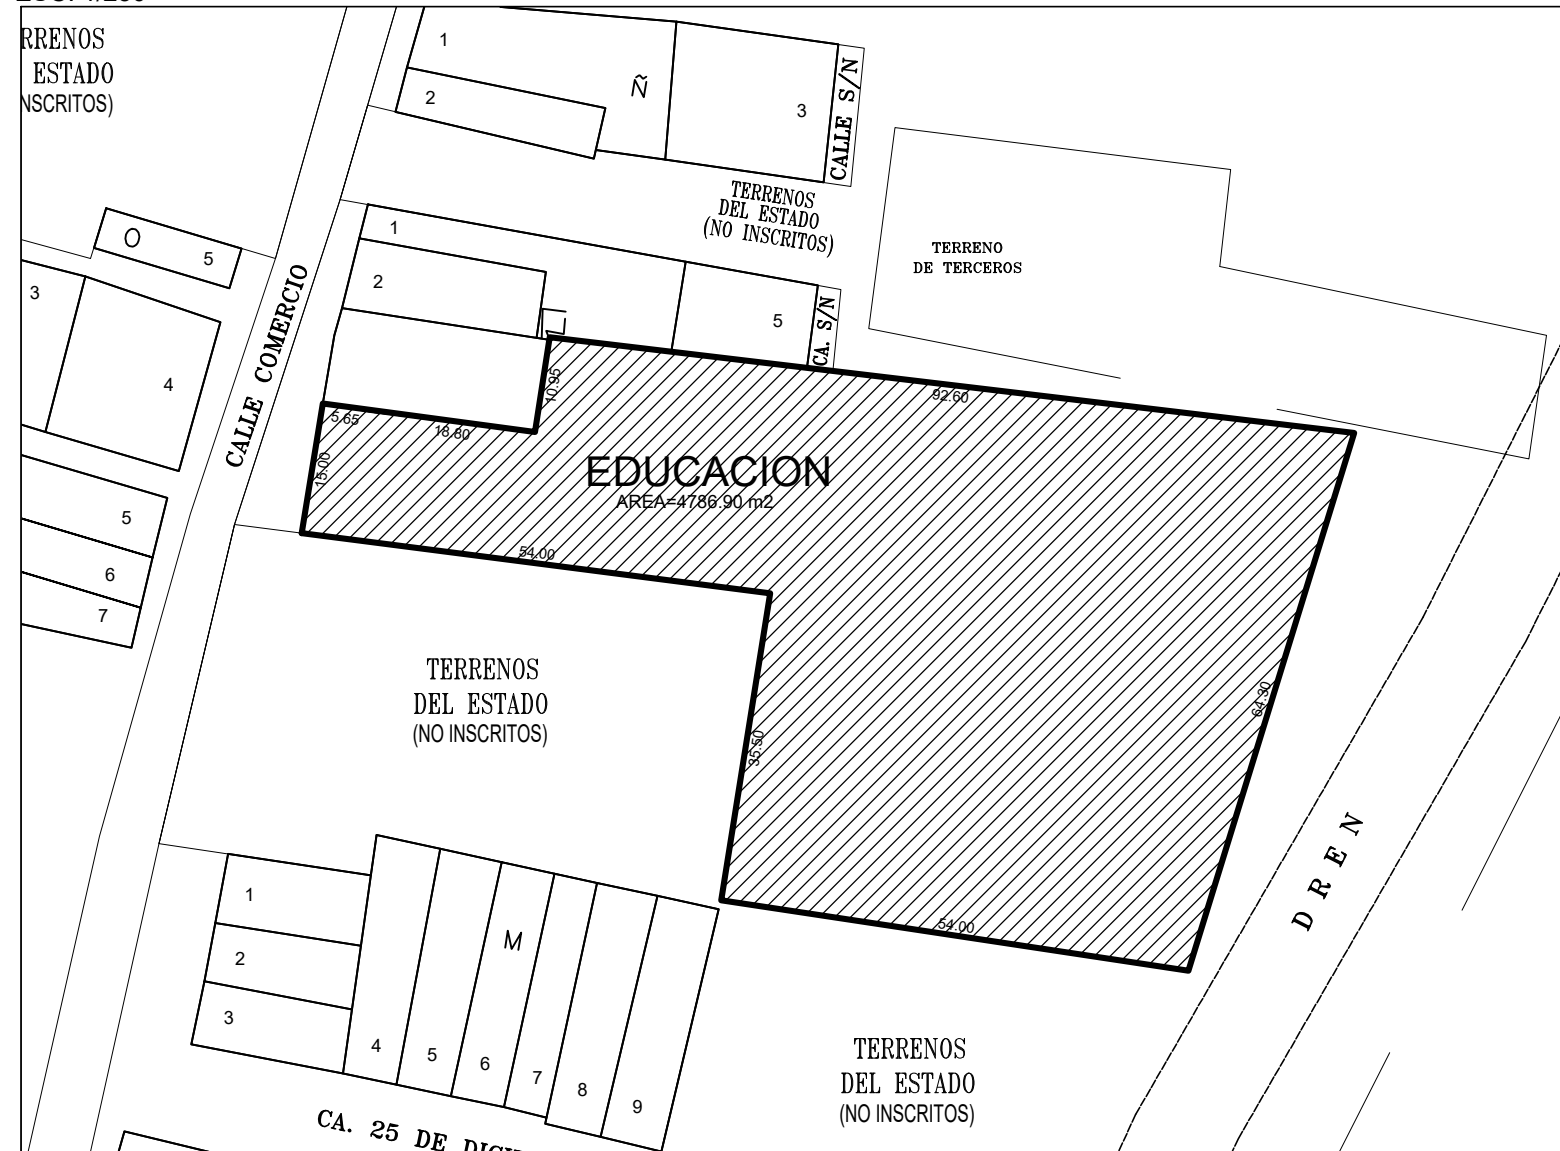 RRENOS
ESTADO
NSCRITOS)
1
2
Ñ
3
CALLE S/N
TERRENOS
DEL ESTADO
(NO INSCRITOS)
TERRENO
DE TERCEROS
O
5
3
4
CALLE COMERCIO
1
2
5
CA. S/N
10.95
92.60
5.65
18.80
15.00
EDUCACION
AREA=4786.90 m2
54.00
5
6
7
TERRENOS
DEL ESTADO
(NO INSCRITOS)
35.50
64.30
54.00
D R E N
1
2
3
M
4
5
6
7
8
9
TERRENOS
DEL ESTADO
(NO INSCRITOS)
CA. 25 DE